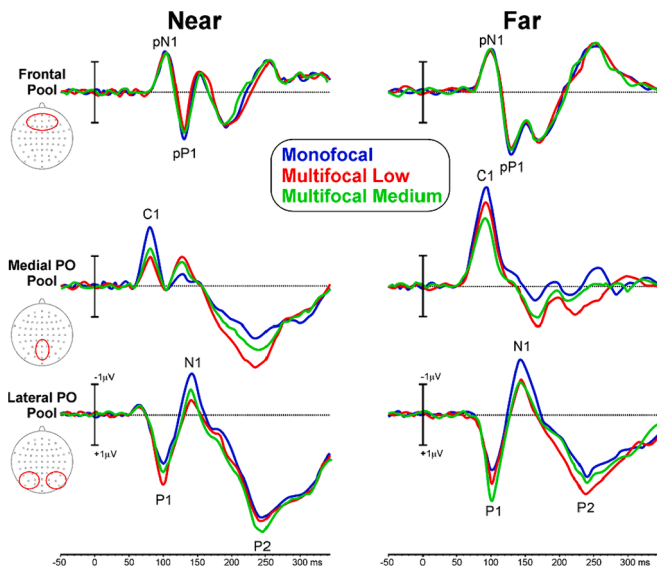 Near
Far
pN1
pN1
Frontal
Pool
pP1
pP1
Monofocal
Multifocal Low
Multifocal Medium
C1
C1
Medial PO
Pool
N1
N1
Lateral PO
Pool
-1µV
-1µV
+1µV
+1µV
P1
P1
P2
P2
-50 0 50 100 150 200 250 300 ms
-50 0 50 100 150 200 250 300 ms